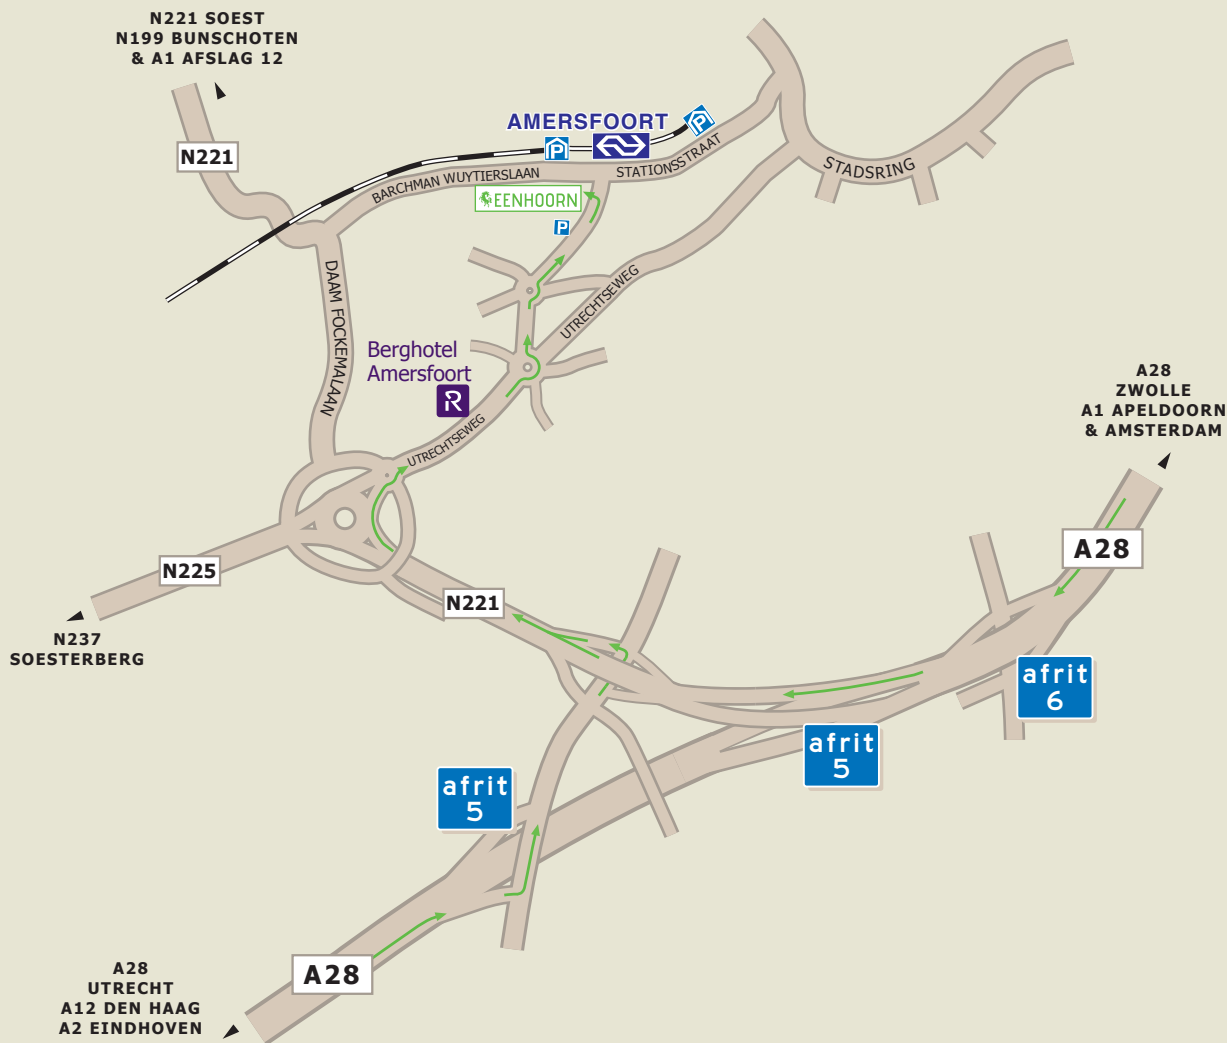 N221 SOEST
N199 BUNSCHOTEN
& A1 AFSLAG 12
N221
AMERSFOORT
P
P
BARCHMAN WUYTIERSLAAN
STATIONSSTRAAT
STADSRING
EENHOORN
P
DAAM FOCKEMALAAN
UTRECHTSEWEG
Berghotel
Amersfoort
R
UTRECHTSEWEG
A28
ZWOLLE
A1 APELDOORN
& AMSTERDAM
A28
N225
N221
N237
SOESTERBERG
afrit
6
afrit
5
afrit
5
A28
A28
UTRECHT
A12 DEN HAAG
A2 EINDHOVEN